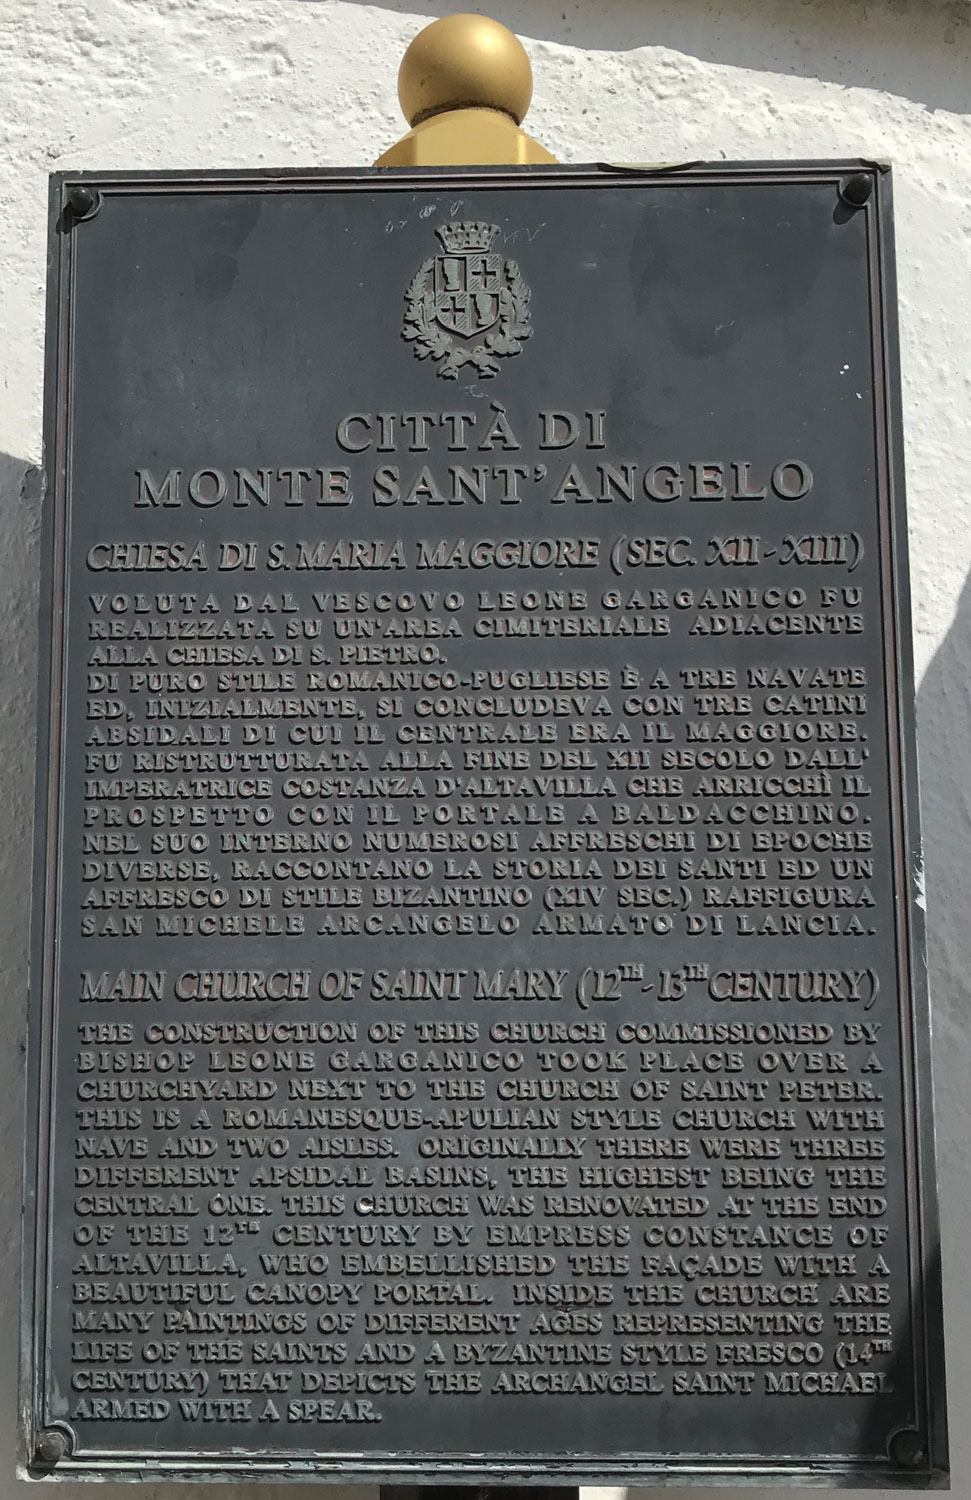 CITTÀ DI
MONTE SANT'ANGELO
CHIESA DI S. MARIA MAGGIORE (SEC. XII - XIII)
VOLUTA DAL VESCOVO LEONE GARGANICO FU
REALIZZATA SU UN'AREA CIMITERIALE ADIACENTE
ALLA CHIESA DI S. PIETRO.
DI PURO STILE ROMANICO-PUGLIESE È A TRE NAVATE
ED, INIZIALMENTE, SI CONCLUDEVA CON TRE CATINI
ABSIDALI DI CUI IL CENTRALE ERA IL MAGGIORE.
FU RISTRUTTURATA ALLA FINE DEL XII SECOLO DALL'
IMPERATRICE COSTANZA D'ALTAVILLA CHE ARRICCHÌ IL
PROSPETTO CON IL PORTALE A BALDACCHINO.
NEL SUO INTERNO NUMEROSI AFFRESCHI DI EPOCHE
DIVERSE, RACCONTANO LA STORIA DEI SANTI ED UN
AFFRESCO DI STILE BIZANTINO (XIV SEC.) RAFFIGURA
SAN MICHELE ARCANGELO ARMATO DI LANCIA.
MAIN CHURCH OF SAINT MARY (12TH - 13TH CENTURY)
THE CONSTRUCTION OF THIS CHURCH COMMISSIONED BY
BISHOP LEONE GARGANICO TOOK PLACE OVER A
CHURCHYARD NEXT TO THE CHURCH OF SAINT PETER.
THIS IS A ROMANESQUE-APULIAN STYLE CHURCH WITH
NAVE AND TWO AISLES. ORIGINALLY THERE WERE THREE
DIFFERENT APSIDAL BASINS, THE HIGHEST BEING THE
CENTRAL ONE. THIS CHURCH WAS RENOVATED AT THE END
OF THE 12TH CENTURY BY EMPRESS CONSTANCE OF
ALTAVILLA, WHO EMBELLISHED THE FAÇADE WITH A
BEAUTIFUL CANOPY PORTAL. INSIDE THE CHURCH ARE
MANY PAINTINGS OF DIFFERENT AGES REPRESENTING THE
LIFE OF THE SAINTS AND A BYZANTINE STYLE FRESCO (14TH
CENTURY) THAT DEPICTS THE ARCHANGEL SAINT MICHAEL
ARMED WITH A SPEAR.